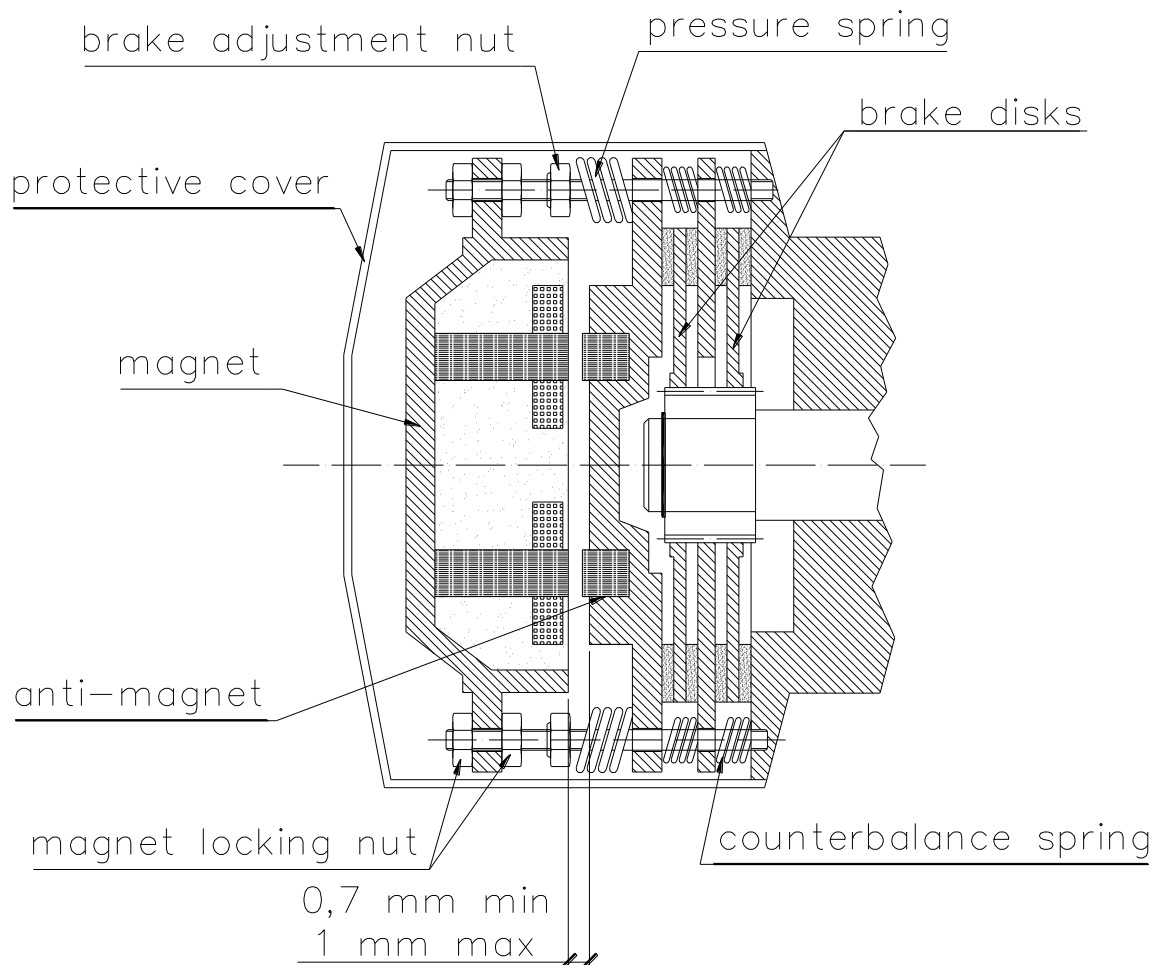 brake adjustment nut
pressure spring
brake disks
protective cover
magnet
anti-magnet
magnet locking nut
counterbalance spring
0,7 mm min
1 mm max